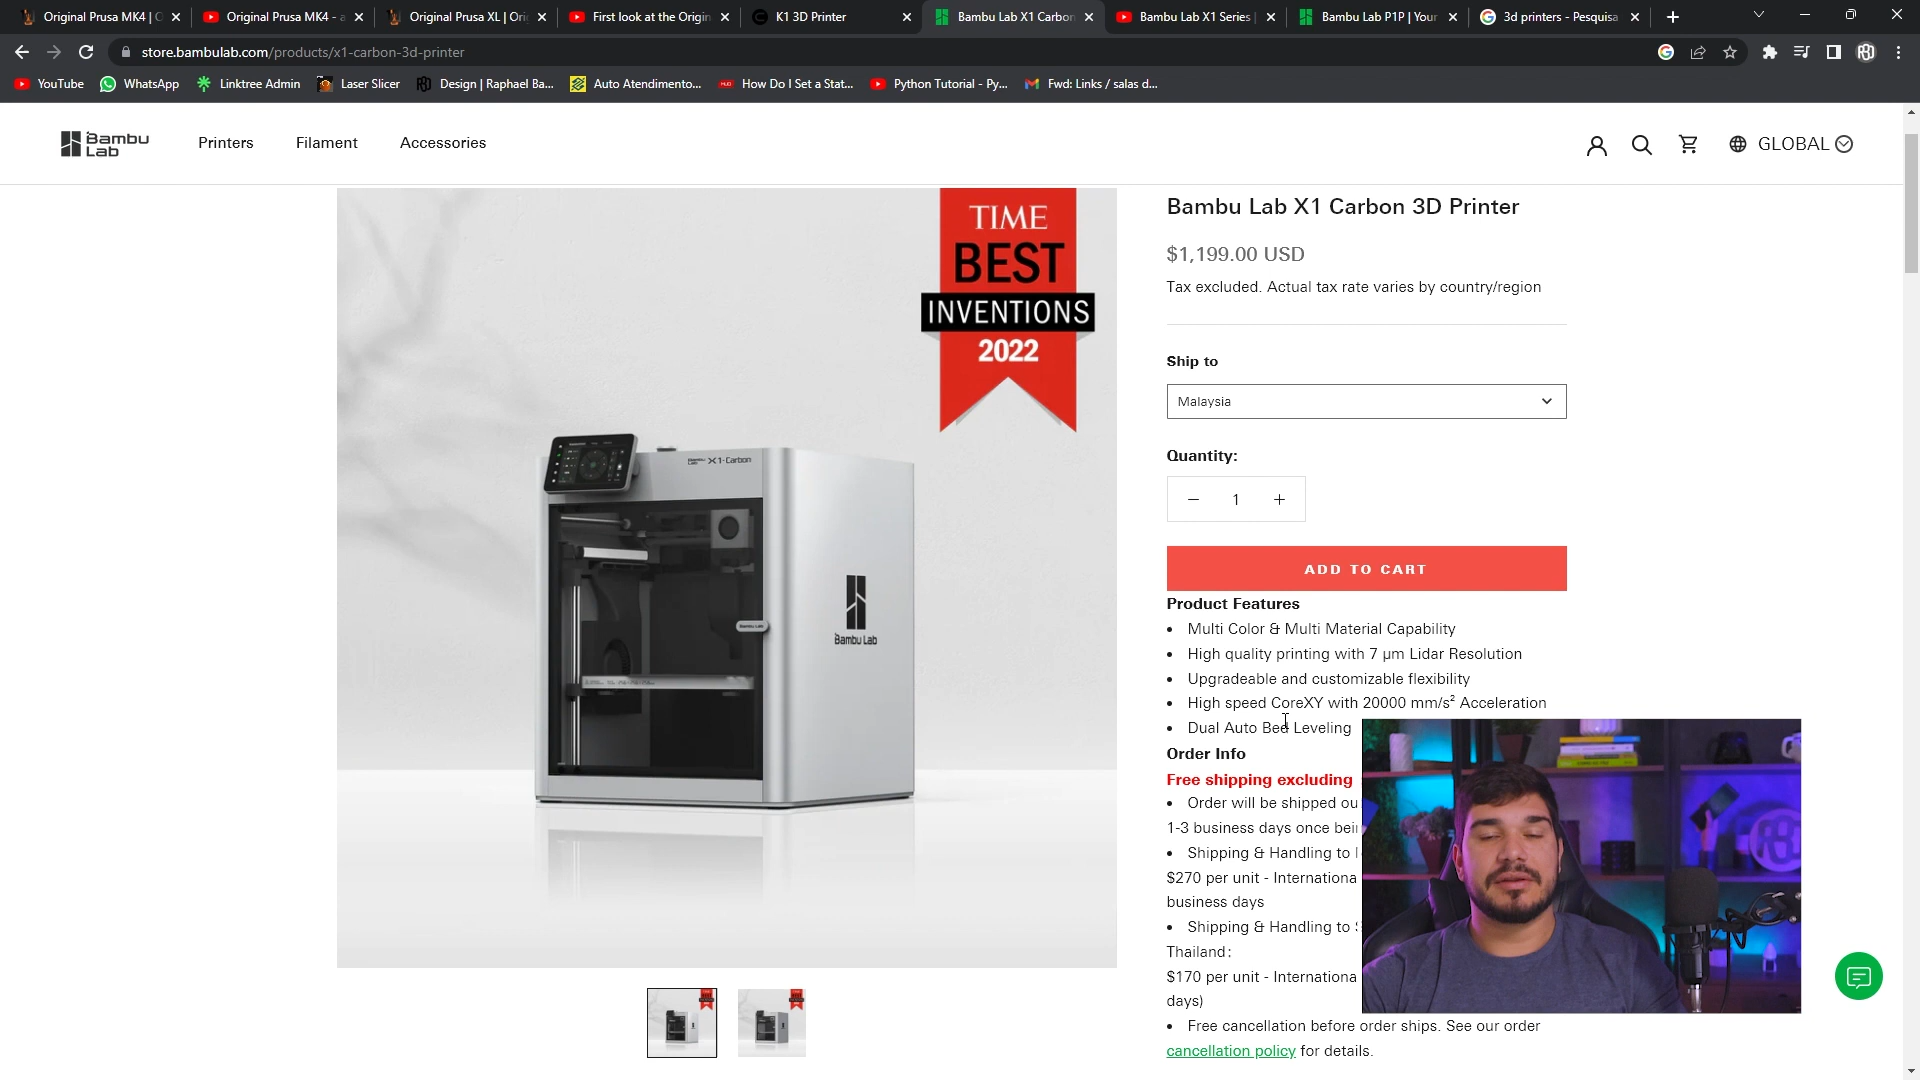 Original Prusa MK4 | O
Original Prusa MK4 - a
Original Prusa XL | Ori
First look at the Origin
K1 3D Printer
Bambu Lab X1 Carbon
Bambu Lab X1 Series |
Bambu Lab P1P | Your
3d printers - Pesquisa
store.bambulab.com/products/x1-carbon-3d-printer
YouTube
WhatsApp
Linktree Admin
Laser Slicer
Design | Raphael Ba...
Auto Atendimento...
How Do I Set a Stat...
Python Tutorial - Py...
Fwd: Links / salas d...
Bambu
Lab
Printers
Filament
Accessories
GLOBAL
TIME
BEST
INVENTIONS
2022
Bambu Lab X1-Carbon
Bambu Lab
Bambu Lab X1 Carbon 3D Printer
$1,199.00 USD
Tax excluded. Actual tax rate varies by country/region
Ship to
Malaysia
Quantity:
− 1 +
ADD TO CART
Product Features
• Multi Color & Multi Material Capability
• High quality printing with 7 μm Lidar Resolution
• Upgradeable and customizable flexibility
• High speed CoreXY with 20000 mm/s² Acceleration
• Dual Auto Bed Leveling
Order Info
Free shipping excluding
• Order will be shipped ou
1-3 business days once bei
• Shipping & Handling to
$270 per unit - Internationa
business days
• Shipping & Handling to
Thailand:
$170 per unit - Internationa
days)
• Free cancellation before order ships. See our order
cancellation policy for details.